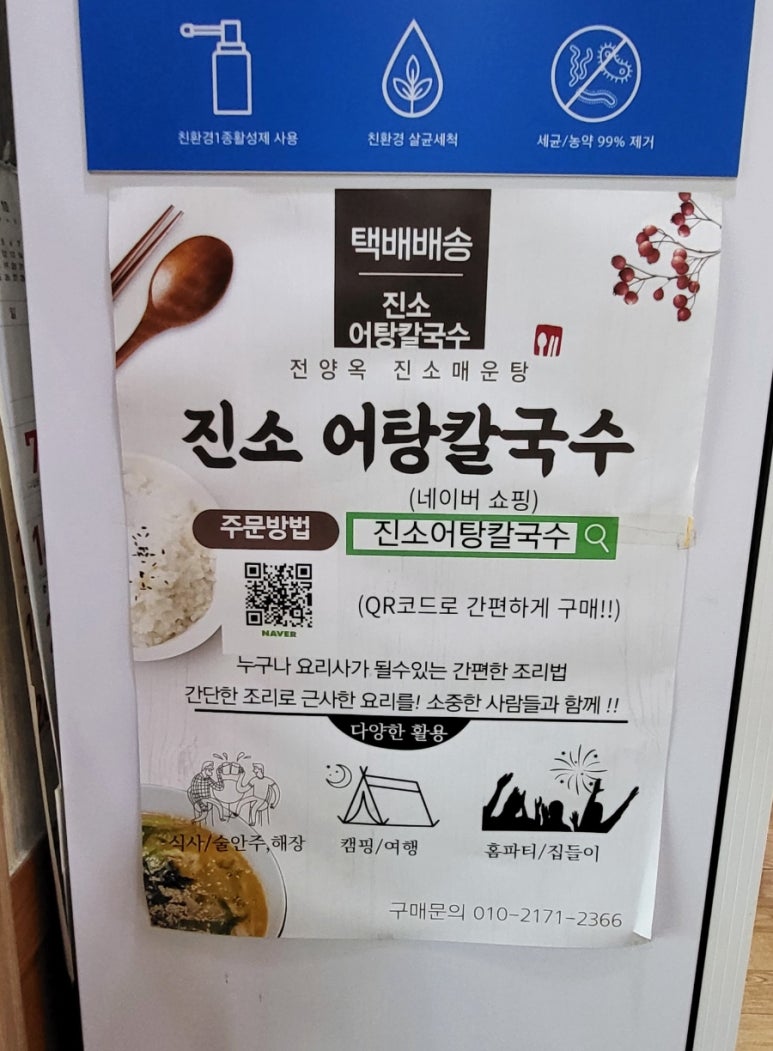 친환경1종활성제 사용
친환경 살균세척
세균/농약 99% 제거
택배배송
진소
어탕칼국수
전양옥 진소매운탕
진소 어탕칼국수
(네이버 쇼핑)
주문방법
진소어탕칼국수
NAVER
(QR코드로 간편하게 구매!!)
누구나 요리사가 될수있는 간편한 조리법
간단한 조리로 근사한 요리를! 소중한 사람들과 함께 !!
다양한 활용
식사/술안주,해장
캠핑/여행
홈파티/집들이
구매문의 010-2171-2366
10
일
7